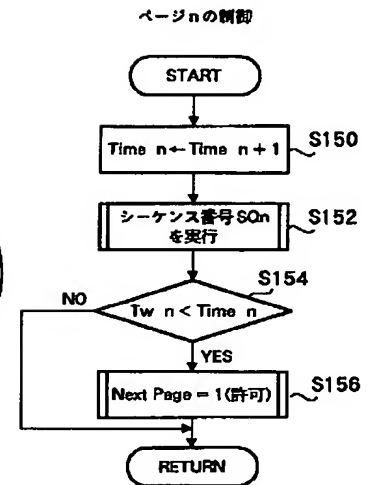 ページnの制御
START
Time n←Time n+1
S150
シーケンス番号SQn
を実行
S152
S154
NO
Tw n<Time n
YES
Next Page = 1(許可)
S156
RETURN